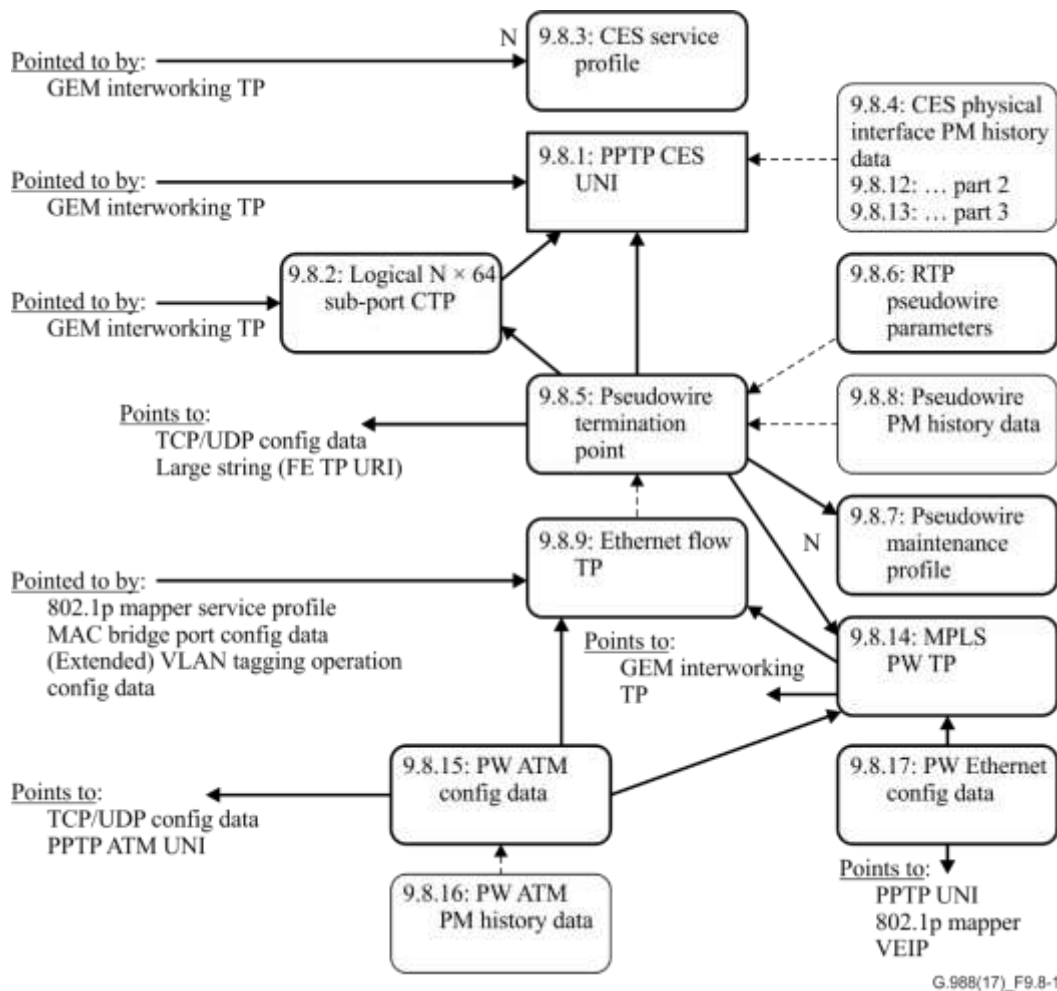 N
9.8.3: CES service
profile
Pointed to by:
GEM interworking TP
9.8.4: CES physical
interface PM history
data
9.8.12: … part 2
9.8.13: … part 3
9.8.1: PPTP CES
UNI
Pointed to by:
GEM interworking TP
9.8.2: Logical N × 64
sub-port CTP
9.8.6: RTP
pseudowire
parameters
Pointed to by:
GEM interworking TP
9.8.5: Pseudowire
termination
point
9.8.8: Pseudowire
PM history data
Points to:
TCP/UDP config data
Large string (FE TP URI)
9.8.7: Pseudowire
maintenance
profile
N
9.8.9: Ethernet flow
TP
Pointed to by:
802.1p mapper service profile
MAC bridge port config data
(Extended) VLAN tagging operation
config data
9.8.14: MPLS
PW TP
Points to:
GEM interworking
TP
9.8.15: PW ATM
config data
9.8.17: PW Ethernet
config data
Points to:
TCP/UDP config data
PPTP ATM UNI
9.8.16: PW ATM
PM history data
Points to:
PPTP UNI
802.1p mapper
VEIP
G.988(17)_F9.8-1